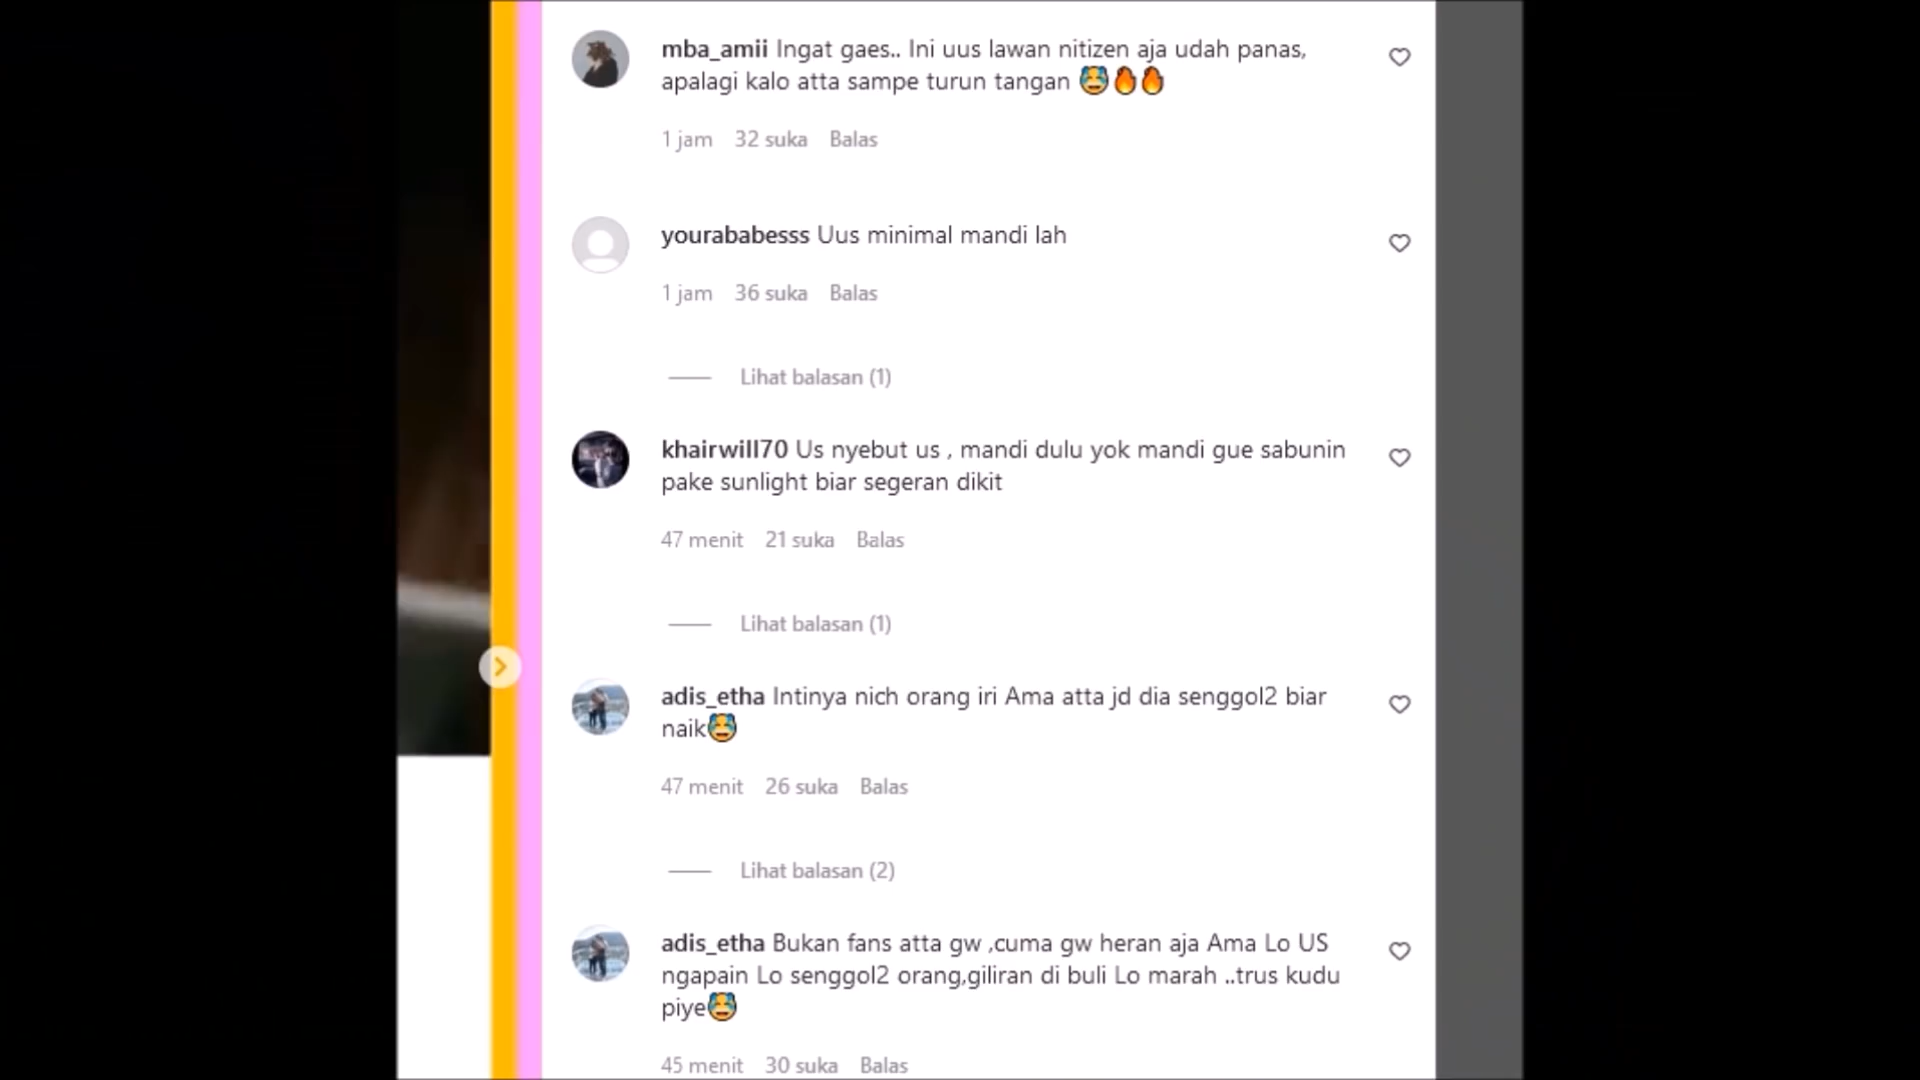 mba_amii Ingat gaes.. Ini uus lawan nitizen aja udah panas,
apalagi kalo atta sampe turun tangan 😂🔥🔥
1 jam 32 suka Balas
yourababesss Uus minimal mandi lah
1 jam 36 suka Balas
Lihat balasan (1)
khairwill70 Us nyebut us , mandi dulu yok mandi gue sabunin
pake sunlight biar segeran dikit
47 menit 21 suka Balas
Lihat balasan (1)
adis_etha Intinya nich orang iri Ama atta jd dia senggol2 biar
naik😂
47 menit 26 suka Balas
Lihat balasan (2)
adis_etha Bukan fans atta gw ,cuma gw heran aja Ama Lo US
ngapain Lo senggol2 orang,giliran di buli Lo marah ..trus kudu
piye😂
45 menit 30 suka Balas